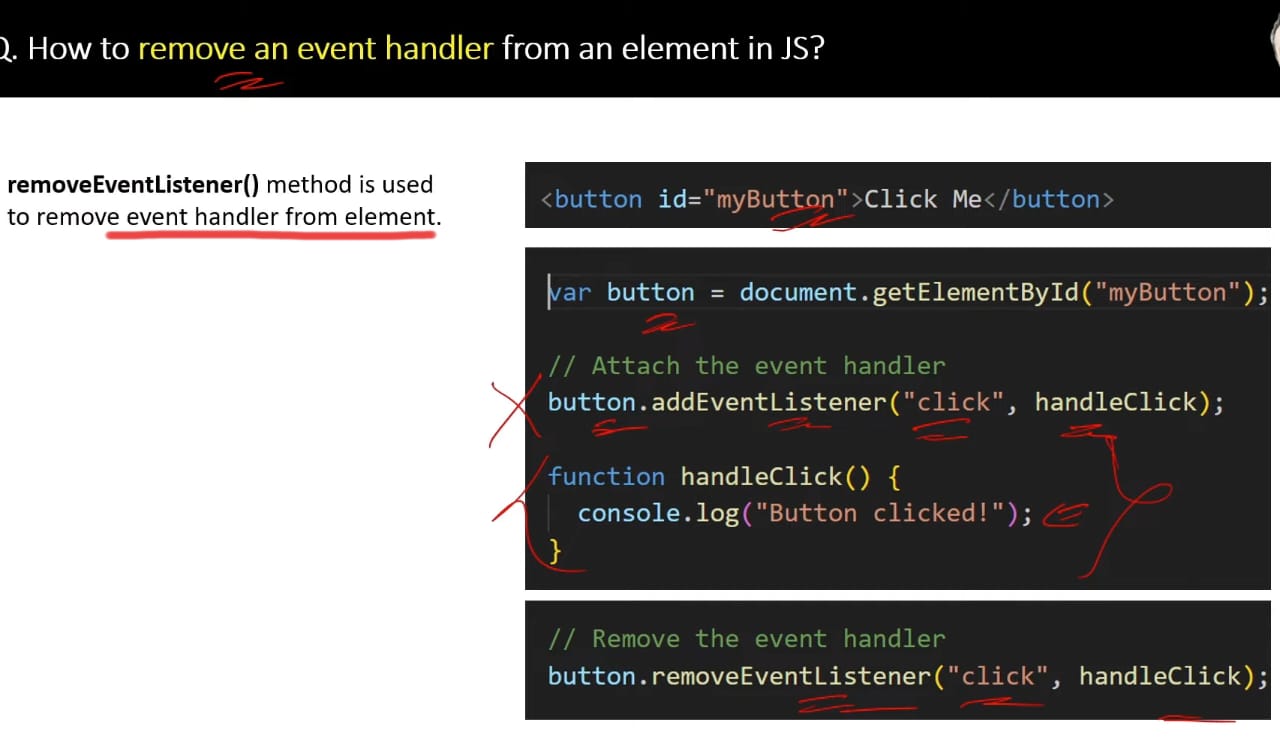 Q. How to remove an event handler from an element in JS?
removeEventListener() method is used
to remove event handler from element.
<button id="myButton">Click Me</button>
var button = document.getElementById("myButton");
// Attach the event handler
button.addEventListener("click", handleClick);
function handleClick() {
console.log("Button clicked!");
}
// Remove the event handler
button.removeEventListener("click", handleClick);